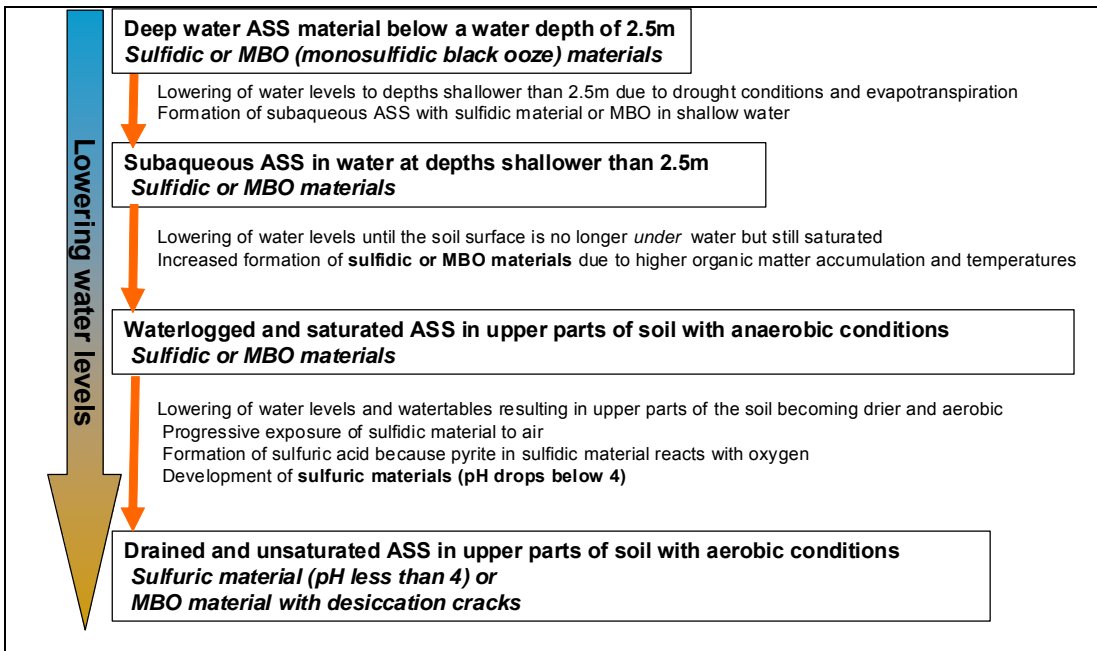 Lowering water levels
Deep water ASS material below a water depth of 2.5m
Sulfidic or MBO (monosulfidic black ooze) materials
Lowering of water levels to depths shallower than 2.5m due to drought conditions and evapotranspiration
Formation of subaqueous ASS with sulfidic material or MBO in shallow water
Subaqueous ASS in water at depths shallower than 2.5m
Sulfidic or MBO materials
Lowering of water levels until the soil surface is no longer under water but still saturated
Increased formation of sulfidic or MBO materials due to higher organic matter accumulation and temperatures
Waterlogged and saturated ASS in upper parts of soil with anaerobic conditions
Sulfidic or MBO materials
Lowering of water levels and watertables resulting in upper parts of the soil becoming drier and aerobic
Progressive exposure of sulfidic material to air
Formation of sulfuric acid because pyrite in sulfidic material reacts with oxygen
Development of sulfuric materials (pH drops below 4)
Drained and unsaturated ASS in upper parts of soil with aerobic conditions
Sulfuric material (pH less than 4) or
MBO material with desiccation cracks